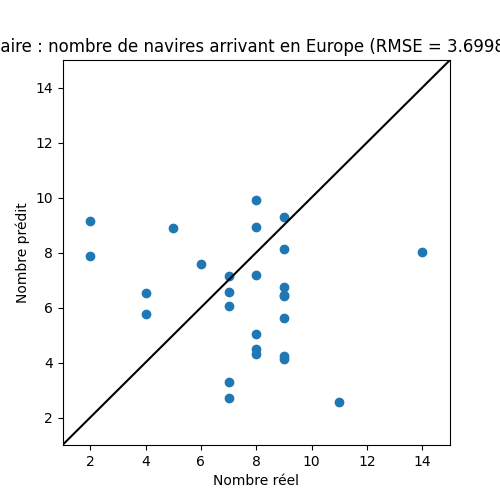 aire : nombre de navires arrivant en Europe (RMSE = 3.6998
14
12
10
8
6
4
2
Nombre prédit
2 4 6 8 10 12 14
Nombre réel